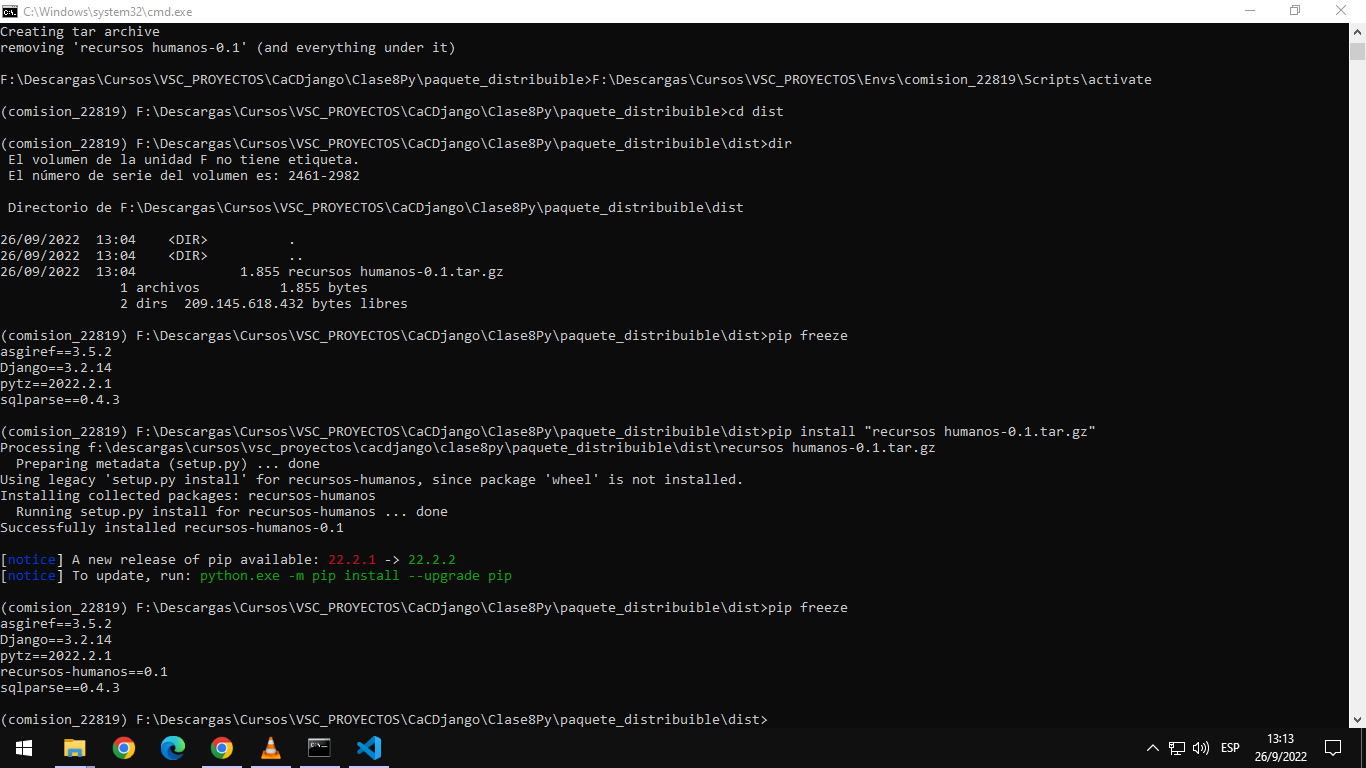 C:\Windows\system32\cmd.exe
Creating tar archive
removing 'recursos humanos-0.1' (and everything under it)
F:\Descargas\Cursos\VSC_PROYECTOS\CaCDjango\Clase8Py\paquete_distribuible>F:\Descargas\Cursos\VSC_PROYECTOS\Envs\comision_22819\Scripts\activate
(comision_22819) F:\Descargas\Cursos\VSC_PROYECTOS\CaCDjango\Clase8Py\paquete_distribuible>cd dist
(comision_22819) F:\Descargas\Cursos\VSC_PROYECTOS\CaCDjango\Clase8Py\paquete_distribuible\dist>dir
 El volumen de la unidad F no tiene etiqueta.
 El número de serie del volumen es: 2461-2982
 Directorio de F:\Descargas\Cursos\VSC_PROYECTOS\CaCDjango\Clase8Py\paquete_distribuible\dist
26/09/2022  13:04    <DIR>          .
26/09/2022  13:04    <DIR>          ..
26/09/2022  13:04             1.855 recursos humanos-0.1.tar.gz
               1 archivos          1.855 bytes
               2 dirs  209.145.618.432 bytes libres
(comision_22819) F:\Descargas\Cursos\VSC_PROYECTOS\CaCDjango\Clase8Py\paquete_distribuible\dist>pip freeze
asgiref==3.5.2
Django==3.2.14
pytz==2022.2.1
sqlparse==0.4.3
(comision_22819) F:\Descargas\Cursos\VSC_PROYECTOS\CaCDjango\Clase8Py\paquete_distribuible\dist>pip install "recursos humanos-0.1.tar.gz"
Processing f:\descargas\cursos\vsc_proyectos\cacdjango\clase8py\paquete_distribuible\dist\recursos humanos-0.1.tar.gz
  Preparing metadata (setup.py) ... done
Using legacy 'setup.py install' for recursos-humanos, since package 'wheel' is not installed.
Installing collected packages: recursos-humanos
  Running setup.py install for recursos-humanos ... done
Successfully installed recursos-humanos-0.1
[notice] A new release of pip available: 22.2.1 -> 22.2.2
[notice] To update, run: python.exe -m pip install --upgrade pip
(comision_22819) F:\Descargas\Cursos\VSC_PROYECTOS\CaCDjango\Clase8Py\paquete_distribuible\dist>pip freeze
asgiref==3.5.2
Django==3.2.14
pytz==2022.2.1
recursos-humanos==0.1
sqlparse==0.4.3
(comision_22819) F:\Descargas\Cursos\VSC_PROYECTOS\CaCDjango\Clase8Py\paquete_distribuible\dist>
ESP
13:13
26/9/2022